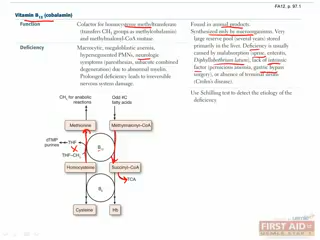 FA12, p. 97.1
Vitamin B12 (cobalamin)
Function
Cofactor for homocysteine methyltransferase
(transfers CH3 groups as methylcobalamin)
and methylmalonyl-CoA mutase.
Found in animal products.
Synthesized only by microorganisms. Very
large reserve pool (several years) stored
primarily in the liver. Deficiency is usually
caused by malabsorption (sprue, enteritis,
Diphyllobothrium latum), lack of intrinsic
factor (pernicious anemia, gastric bypass
surgery), or absence of terminal ileum
(Crohn's disease).
Use Schilling test to detect the etiology of the
deficiency.
Deficiency
Macrocytic, megaloblastic anemia,
hypersegmented PMNs, neurologic
symptoms (paresthesias, subacute combined
degeneration) due to abnormal myelin.
Prolonged deficiency leads to irreversible
nervous system damage.
CH3 for anabolic
reactions
Odd #C
fatty acids
Methionine
Methylmalonyl–CoA
dTMP
purines
THF
B12
THF–CH3
Homocysteine
Succinyl–CoA
TCA
B6
Cysteine
Hb
FIRST AID